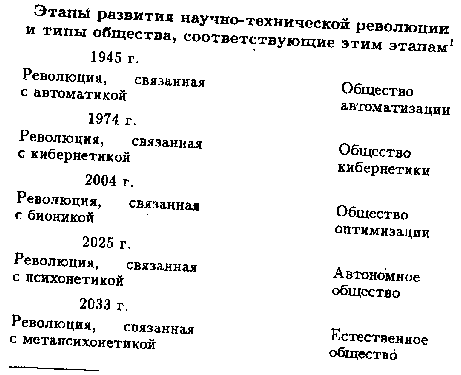 Этапы развития научно-технической революции
и типы общества, соответствующие этим этапам¹
1945 г.
Революция, связанная
с автоматикой
Общество
автоматизации
1974 г.
Революция, связанная
с кибернетикой
Общество
кибернетики
2004 г.
Революция, связанная
с бионикой
Общество
оптимизации
2025 г.
Революция, связанная
с психонетикой
Автономное
общество
2033 г.
Революция, связанная
с метапсихонетикой
Естественное
общество